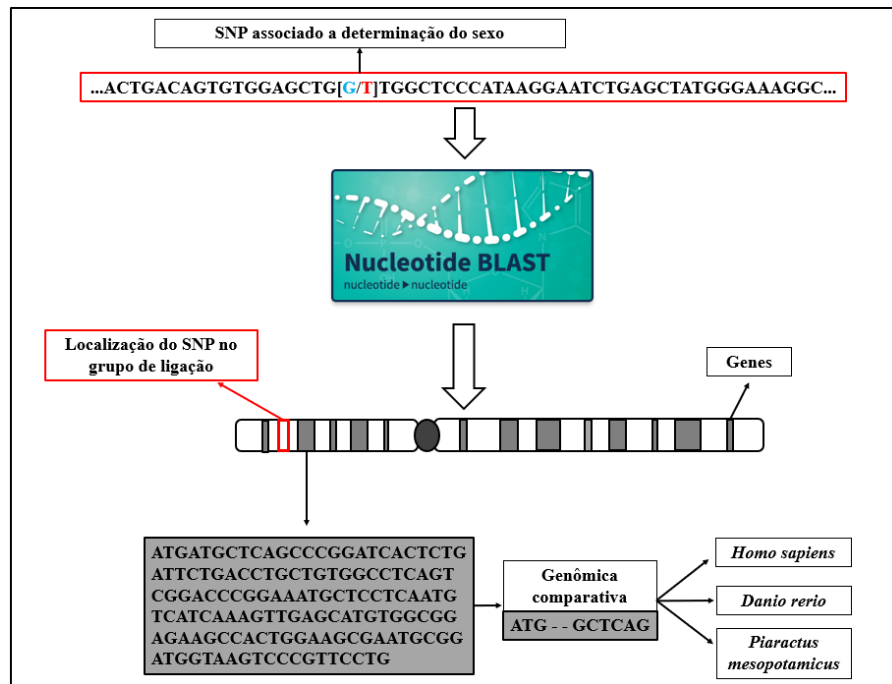 SNP associado a determinação do sexo
...ACTGACAGTGTGGAGCTG[G/T]TGGCTCCCATAAGGAATCTGAGCTATGGGAAAGGC...
Nucleotide BLAST
nucleotide ▸ nucleotide
Localização do SNP no
grupo de ligação
Genes
ATGATGCTCAGCCCGGATCACTCTG
ATTCTGACCTGCTGTGGCCTCAGT
CGGACCCGGAAATGCTCCTCAATG
TCATCAAAGTTGAGCATGTGGCGG
AGAAGCCACTGGAAGCGAATGCGG
ATGGTAAGTCCCGTTCCTG
Genômica
comparativa
ATG - - GCTCAG
Homo sapiens
Danio rerio
Piaractus
mesopotamicus